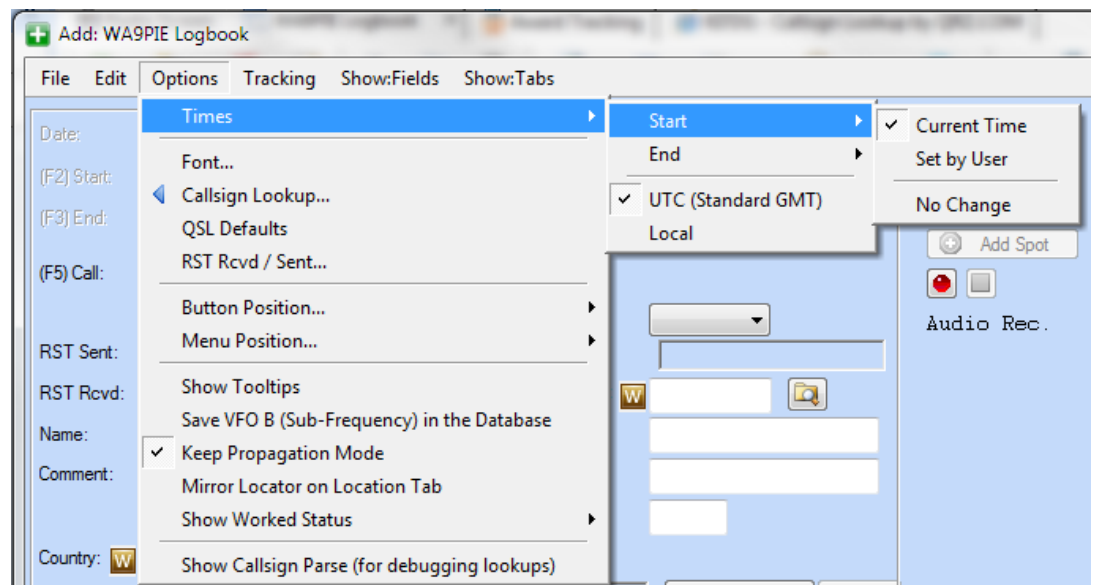 Add: WA9PIE Logbook
File Edit Options Tracking Show:Fields Show:Tabs
Date:
(F2) Start:
(F3) End:
(F5) Call:
RST Sent:
RST Rcvd:
Name:
Comment:
Country: W
Times
Font...
Callsign Lookup...
QSL Defaults
RST Rcvd / Sent...
Button Position...
Menu Position...
Show Tooltips
Save VFO B (Sub-Frequency) in the Database
Keep Propagation Mode
Mirror Locator on Location Tab
Show Worked Status
Show Callsign Parse (for debugging lookups)
Start
End
UTC (Standard GMT)
Local
Current Time
Set by User
No Change
W
Add Spot
Audio Rec.